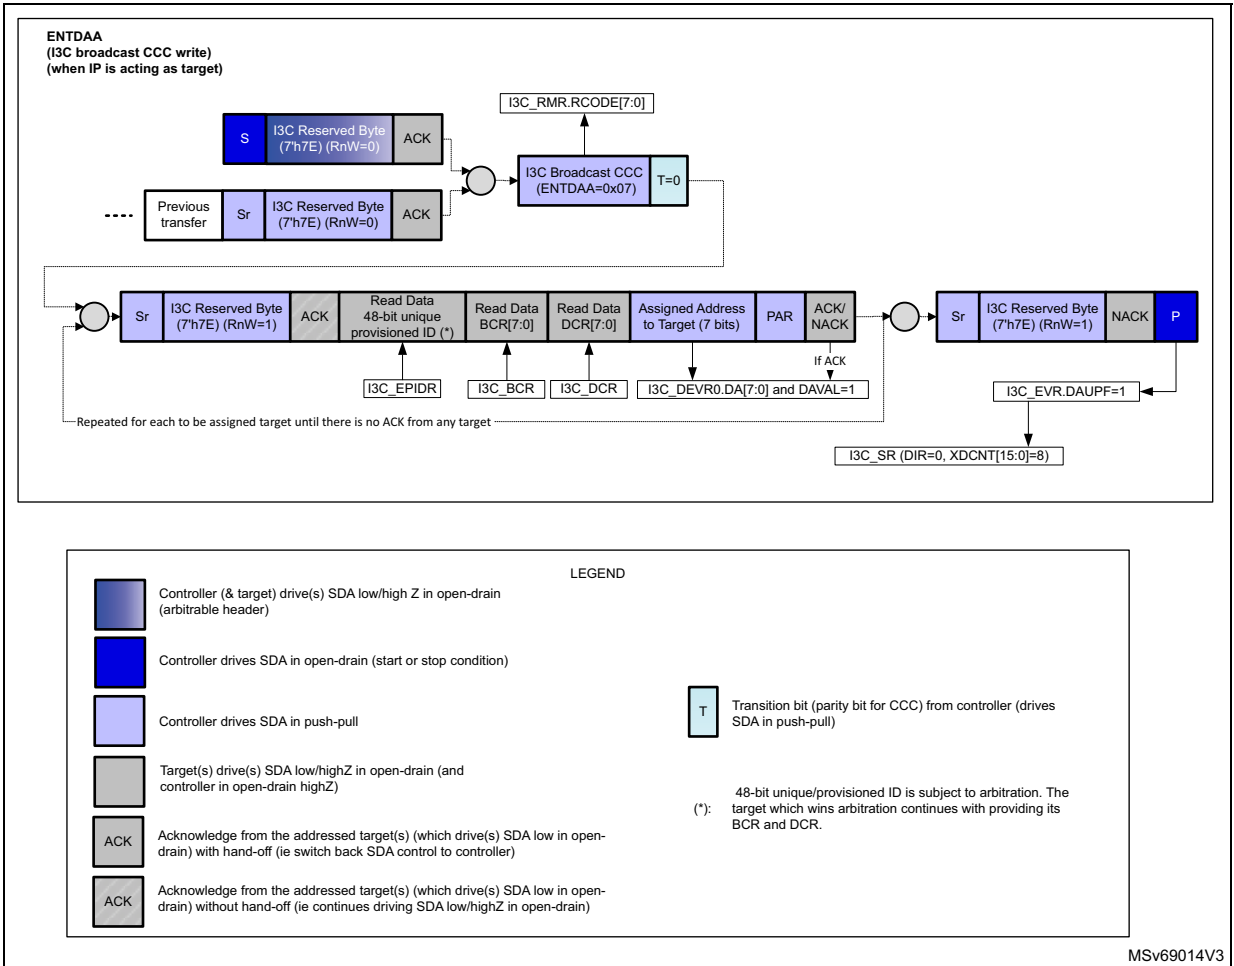 ENTDAA
(I3C broadcast CCC write)
(when IP is acting as target)
I3C_RMR.RCODE[7:0]
S
I3C Reserved Byte
(7'h7E) (RnW=0)
ACK
I3C Broadcast CCC
(ENTDAA=0x07)
T=0
Previous
transfer
Sr
I3C Reserved Byte
(7'h7E) (RnW=0)
ACK
Sr
I3C Reserved Byte
(7'h7E) (RnW=1)
ACK
Read Data
48-bit unique
provisioned ID (*)
Read Data
BCR[7:0]
Read Data
DCR[7:0]
Assigned Address
to Target (7 bits)
PAR
ACK/
NACK
Sr
I3C Reserved Byte
(7'h7E) (RnW=1)
NACK
P
If ACK
I3C_EPIDR
I3C_BCR
I3C_DCR
I3C_DEVR0.DA[7:0] and DAVAL=1
I3C_EVR.DAUPF=1
Repeated for each to be assigned target until there is no ACK from any target
I3C_SR (DIR=0, XDCNT[15:0]=8)
LEGEND
Controller (& target) drive(s) SDA low/high Z in open-drain
(arbitrable header)
Controller drives SDA in open-drain (start or stop condition)
Controller drives SDA in push-pull
Target(s) drive(s) SDA low/highZ in open-drain (and
controller in open-drain highZ)
ACK
Acknowledge from the addressed target(s) (which drive(s) SDA low in open-
drain) with hand-off (ie switch back SDA control to controller)
ACK
Acknowledge from the addressed target(s) (which drive(s) SDA low in open-
drain) without hand-off (ie continues driving SDA low/highZ in open-drain)
T
Transition bit (parity bit for CCC) from controller (drives
SDA in push-pull)
(*):
48-bit unique/provisioned ID is subject to arbitration. The
target which wins arbitration continues with providing its
BCR and DCR.
MSv69014V3